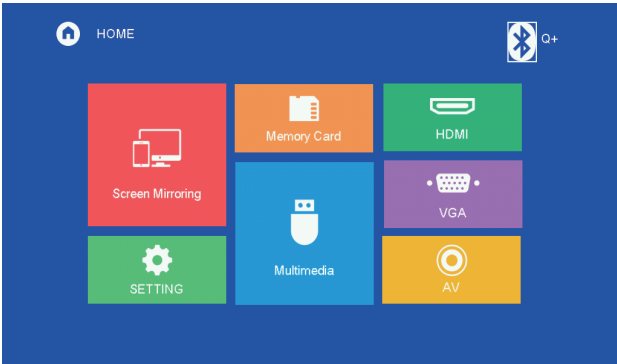 HOME
Q+
Screen Mirroring
Memory Card
HDMI
VGA
SETTING
Multimedia
AV